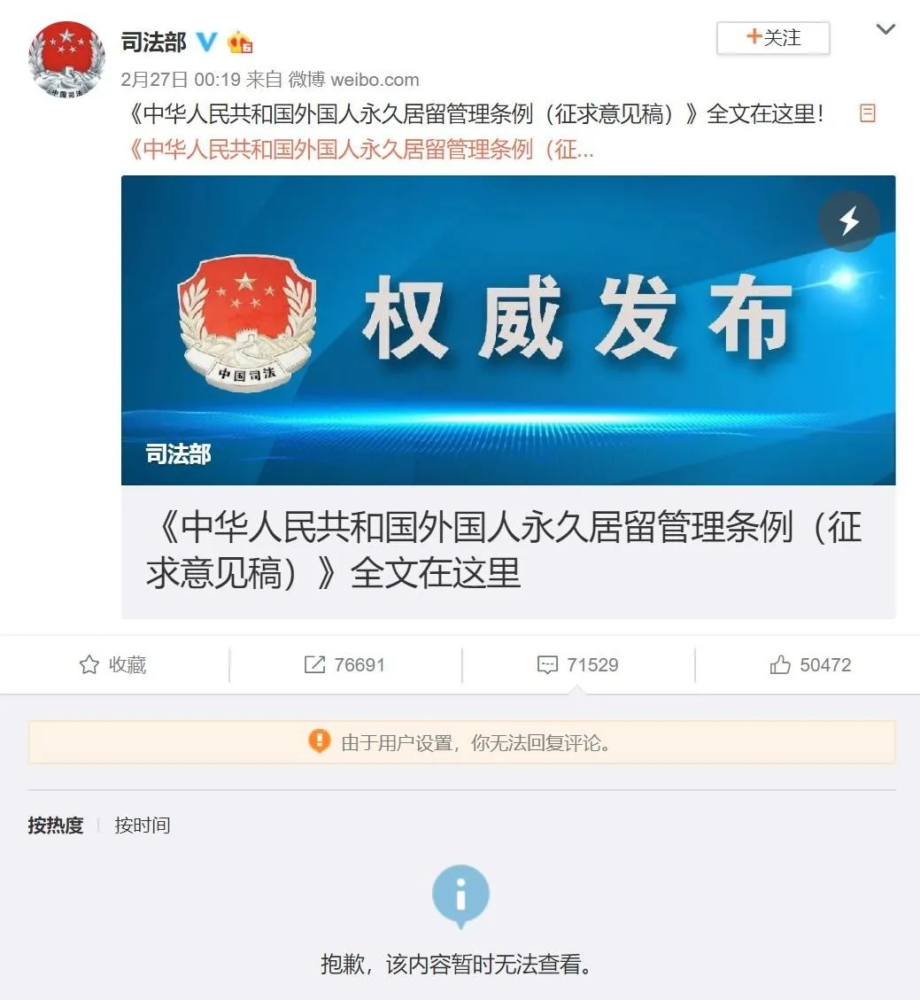 司法部
+关注
2月27日 00:19 来自 微博 weibo.com
《中华人民共和国外国人永久居留管理条例（征求意见稿）》全文在这里！
《中华人民共和国外国人永久居留管理条例（征...
中国司法
权威发布
中国司法
司法部
《中华人民共和国外国人永久居留管理条例（征
求意见稿）》全文在这里
收藏
76691
71529
50472
由于用户设置，你无法回复评论。
按热度
按时间
抱歉，该内容暂时无法查看。